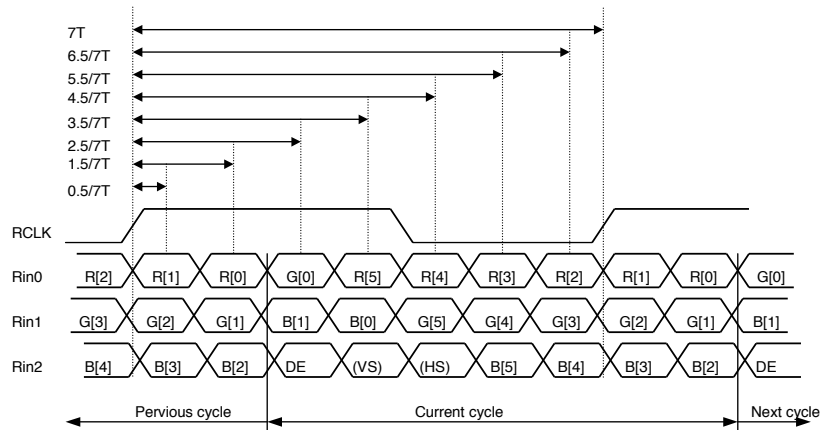 7T
6.5/7T
5.5/7T
4.5/7T
3.5/7T
2.5/7T
1.5/7T
0.5/7T
RCLK
Rin0 R[2] R[1] R[0] G[0] R[5] R[4] R[3] R[2] R[1] R[0] G[0]
Rin1 G[3] G[2] G[1] B[1] B[0] G[5] G[4] G[3] G[2] G[1] B[1]
Rin2 B[4] B[3] B[2] DE (VS) (HS) B[5] B[4] B[3] B[2] DE
Pervious cycle Current cycle Next cycle